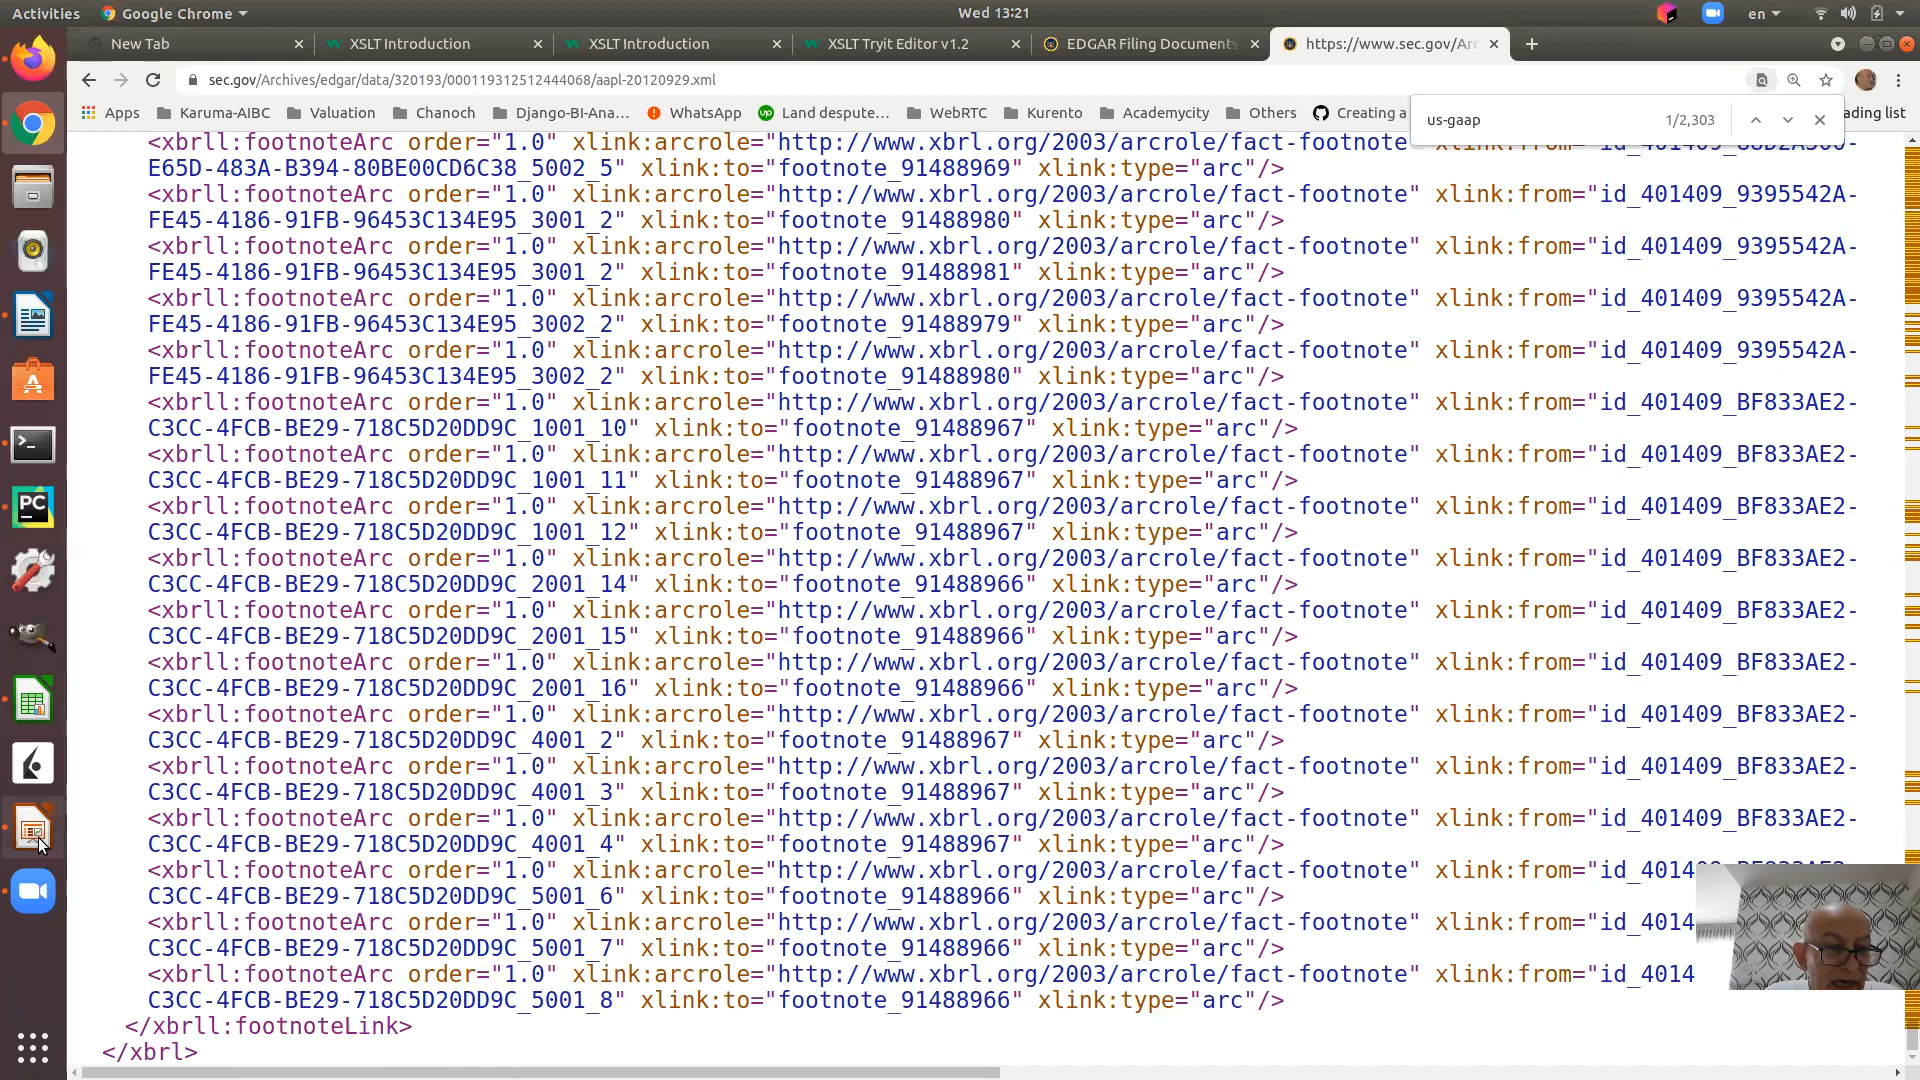 Activities Google Chrome Wed 13:21 en
New Tab XSLT Introduction XSLT Introduction XSLT Tryit Editor v1.2 EDGAR Filing Documents https://www.sec.gov/Arc
sec.gov/Archives/edgar/data/320193/000119312512444068/aapl-20120929.xml
Apps Karuma-AIBC Valuation Chanoch Django-BI-Ana... WhatsApp Land despute... WebRTC Kurento Academycity Others Creating a ading list
us-gaap 1/2,303
<xbrll:footnoteArc order="1.0" xlink:arcrole="http://www.xbrl.org/2003/arcrole/fact-footnote"
E65D-483A-B394-80BE00CD6C38_5002_5" xlink:to="footnote_91488969" xlink:type="arc"/>
<xbrll:footnoteArc order="1.0" xlink:arcrole="http://www.xbrl.org/2003/arcrole/fact-footnote" xlink:from="id_401409_9395542A-
FE45-4186-91FB-96453C134E95_3001_2" xlink:to="footnote_91488980" xlink:type="arc"/>
<xbrll:footnoteArc order="1.0" xlink:arcrole="http://www.xbrl.org/2003/arcrole/fact-footnote" xlink:from="id_401409_9395542A-
FE45-4186-91FB-96453C134E95_3001_2" xlink:to="footnote_91488981" xlink:type="arc"/>
<xbrll:footnoteArc order="1.0" xlink:arcrole="http://www.xbrl.org/2003/arcrole/fact-footnote" xlink:from="id_401409_9395542A-
FE45-4186-91FB-96453C134E95_3002_2" xlink:to="footnote_91488979" xlink:type="arc"/>
<xbrll:footnoteArc order="1.0" xlink:arcrole="http://www.xbrl.org/2003/arcrole/fact-footnote" xlink:from="id_401409_9395542A-
FE45-4186-91FB-96453C134E95_3002_2" xlink:to="footnote_91488980" xlink:type="arc"/>
<xbrll:footnoteArc order="1.0" xlink:arcrole="http://www.xbrl.org/2003/arcrole/fact-footnote" xlink:from="id_401409_BF833AE2-
C3CC-4FCB-BE29-718C5D20DD9C_1001_10" xlink:to="footnote_91488967" xlink:type="arc"/>
<xbrll:footnoteArc order="1.0" xlink:arcrole="http://www.xbrl.org/2003/arcrole/fact-footnote" xlink:from="id_401409_BF833AE2-
C3CC-4FCB-BE29-718C5D20DD9C_1001_11" xlink:to="footnote_91488967" xlink:type="arc"/>
<xbrll:footnoteArc order="1.0" xlink:arcrole="http://www.xbrl.org/2003/arcrole/fact-footnote" xlink:from="id_401409_BF833AE2-
C3CC-4FCB-BE29-718C5D20DD9C_1001_12" xlink:to="footnote_91488967" xlink:type="arc"/>
<xbrll:footnoteArc order="1.0" xlink:arcrole="http://www.xbrl.org/2003/arcrole/fact-footnote" xlink:from="id_401409_BF833AE2-
C3CC-4FCB-BE29-718C5D20DD9C_2001_14" xlink:to="footnote_91488966" xlink:type="arc"/>
<xbrll:footnoteArc order="1.0" xlink:arcrole="http://www.xbrl.org/2003/arcrole/fact-footnote" xlink:from="id_401409_BF833AE2-
C3CC-4FCB-BE29-718C5D20DD9C_2001_15" xlink:to="footnote_91488966" xlink:type="arc"/>
<xbrll:footnoteArc order="1.0" xlink:arcrole="http://www.xbrl.org/2003/arcrole/fact-footnote" xlink:from="id_401409_BF833AE2-
C3CC-4FCB-BE29-718C5D20DD9C_2001_16" xlink:to="footnote_91488966" xlink:type="arc"/>
<xbrll:footnoteArc order="1.0" xlink:arcrole="http://www.xbrl.org/2003/arcrole/fact-footnote" xlink:from="id_401409_BF833AE2-
C3CC-4FCB-BE29-718C5D20DD9C_4001_2" xlink:to="footnote_91488967" xlink:type="arc"/>
<xbrll:footnoteArc order="1.0" xlink:arcrole="http://www.xbrl.org/2003/arcrole/fact-footnote" xlink:from="id_401409_BF833AE2-
C3CC-4FCB-BE29-718C5D20DD9C_4001_3" xlink:to="footnote_91488967" xlink:type="arc"/>
<xbrll:footnoteArc order="1.0" xlink:arcrole="http://www.xbrl.org/2003/arcrole/fact-footnote" xlink:from="id_401409_BF833AE2-
C3CC-4FCB-BE29-718C5D20DD9C_4001_4" xlink:to="footnote_91488967" xlink:type="arc"/>
<xbrll:footnoteArc order="1.0" xlink:arcrole="http://www.xbrl.org/2003/arcrole/fact-footnote" xlink:from="id_4014
C3CC-4FCB-BE29-718C5D20DD9C_5001_6" xlink:to="footnote_91488966" xlink:type="arc"/>
<xbrll:footnoteArc order="1.0" xlink:arcrole="http://www.xbrl.org/2003/arcrole/fact-footnote" xlink:from="id_4014
C3CC-4FCB-BE29-718C5D20DD9C_5001_7" xlink:to="footnote_91488966" xlink:type="arc"/>
<xbrll:footnoteArc order="1.0" xlink:arcrole="http://www.xbrl.org/2003/arcrole/fact-footnote" xlink:from="id_4014
C3CC-4FCB-BE29-718C5D20DD9C_5001_8" xlink:to="footnote_91488966" xlink:type="arc"/>
</xbrll:footnoteLink>
</xbrl>